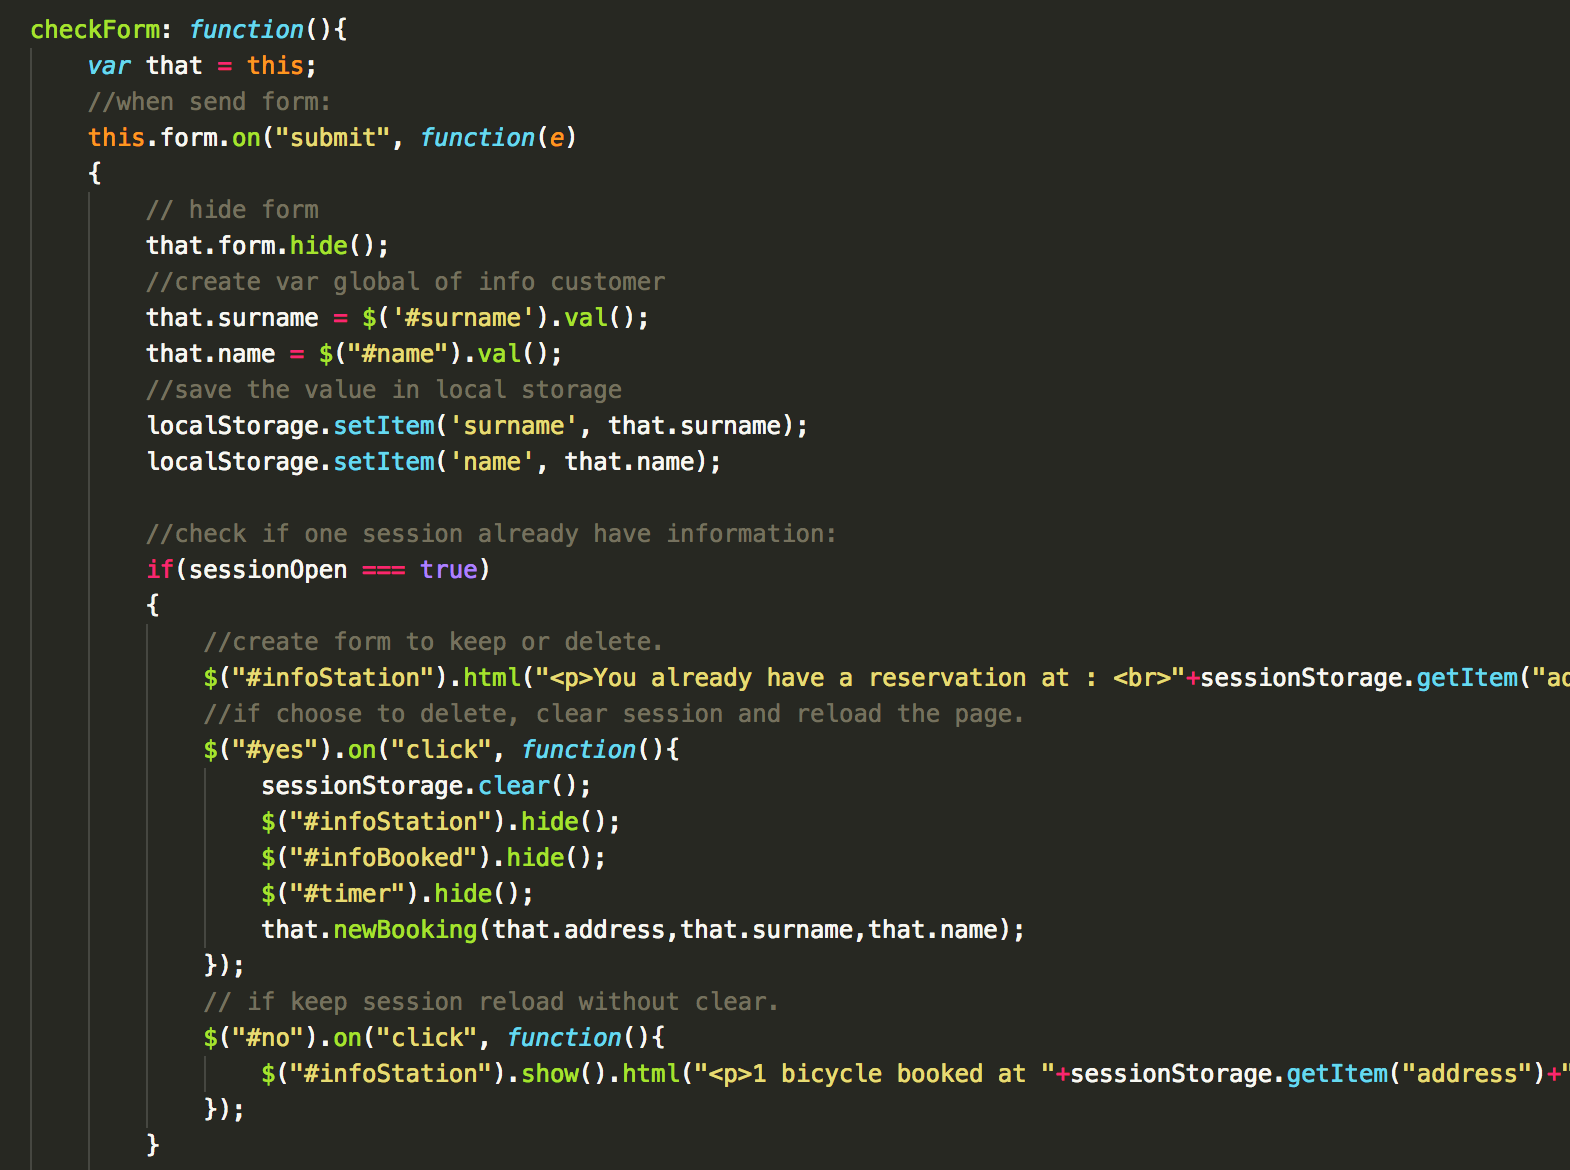 checkForm: function(){
var that = this;
//when send form:
this.form.on("submit", function(e)
{
// hide form
that.form.hide();
//create var global of info customer
that.surname = $('#surname').val();
that.name = $("#name").val();
//save the value in local storage
localStorage.setItem('surname', that.surname);
localStorage.setItem('name', that.name);
//check if one session already have information:
if(sessionOpen === true)
{
//create form to keep or delete.
$("#infoStation").html("<p>You already have a reservation at : <br>"+sessionStorage.getItem("ad
//if choose to delete, clear session and reload the page.
$("#yes").on("click", function(){
sessionStorage.clear();
$("#infoStation").hide();
$("#infoBooked").hide();
$("#timer").hide();
that.newBooking(that.address,that.surname,that.name);
});
// if keep session reload without clear.
$("#no").on("click", function(){
$("#infoStation").show().html("<p>1 bicycle booked at "+sessionStorage.getItem("address")+"
});
}